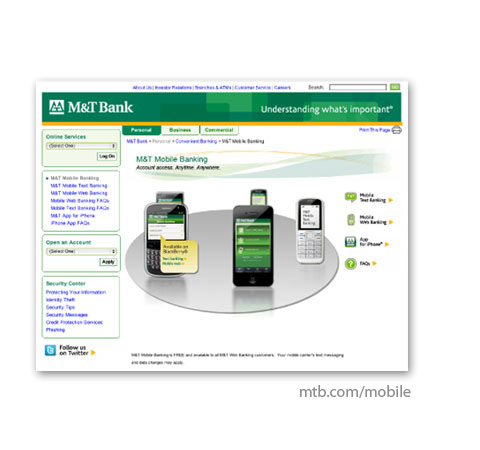 About Us | Investor Relations | Branches & ATMs | Customer Service | Careers
Search:
M&T Bank
Understanding what's important®
Personal
Business
Commercial
Print This Page
M&T Bank > Personal > Convenient Banking > M&T Mobile Banking
Online Services
(Select One)
Log On
M&T Mobile Banking
M&T Mobile Text Banking
M&T Mobile Web Banking
Mobile Web Banking FAQs
Mobile Text Banking FAQs
M&T App for iPhone
iPhone App FAQs
Open an Account
(Select One)
Apply
Security Center
Protecting Your Information
Identity Theft
Security Tips
Security Messages
Credit Protection Services
Phishing
Follow us
on Twitter
M&T Mobile Banking
Account access. Anytime. Anywhere.
Available on
BlackBerry®
Text banking
Mobile web
Mobile
Text Banking
Mobile
Web Banking
App
for iPhone®
FAQs
M&T Mobile Banking is FREE and available to all M&T Web Banking customers. Your mobile carrier's text messaging
and data charges may apply.
mtb.com/mobile